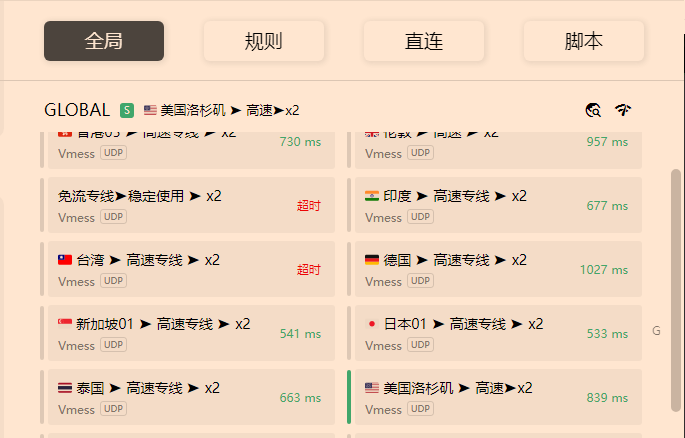 全局
规则
直连
脚本
GLOBAL S 美国洛杉矶 ➤ 高速➤x2
香港03 ➤ 高速专线 ➤ x2
Vmess UDP
730 ms
伦敦 ➤ 高速 ➤ x2
Vmess UDP
957 ms
免流专线➤稳定使用 ➤ x2
Vmess UDP
超时
印度 ➤ 高速专线 ➤ x2
Vmess UDP
677 ms
台湾 ➤ 高速专线 ➤ x2
Vmess UDP
超时
德国 ➤ 高速专线 ➤ x2
Vmess UDP
1027 ms
新加坡01 ➤ 高速专线 ➤ x2
Vmess UDP
541 ms
日本01 ➤ 高速专线 ➤ x2
Vmess UDP
533 ms
G
泰国 ➤ 高速专线 ➤ x2
Vmess UDP
663 ms
美国洛杉矶 ➤ 高速➤x2
Vmess UDP
839 ms